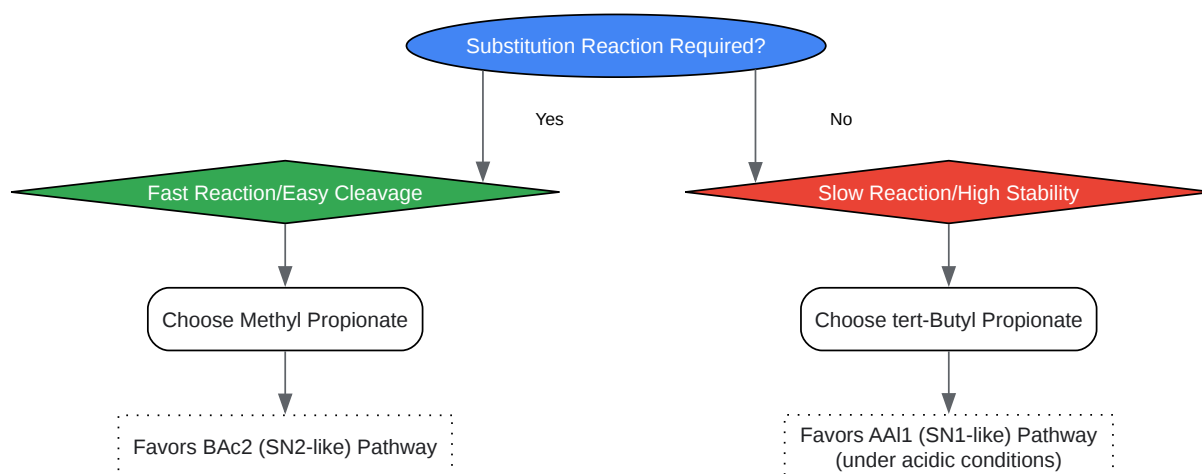 Substitution Reaction Required?
Yes
No
Fast Reaction/Easy Cleavage
Slow Reaction/High Stability
Choose Methyl Propionate
Choose tert-Butyl Propionate
Favors BAc2 (SN2-like) Pathway
Favors AAl1 (SN1-like) Pathway
(under acidic conditions)